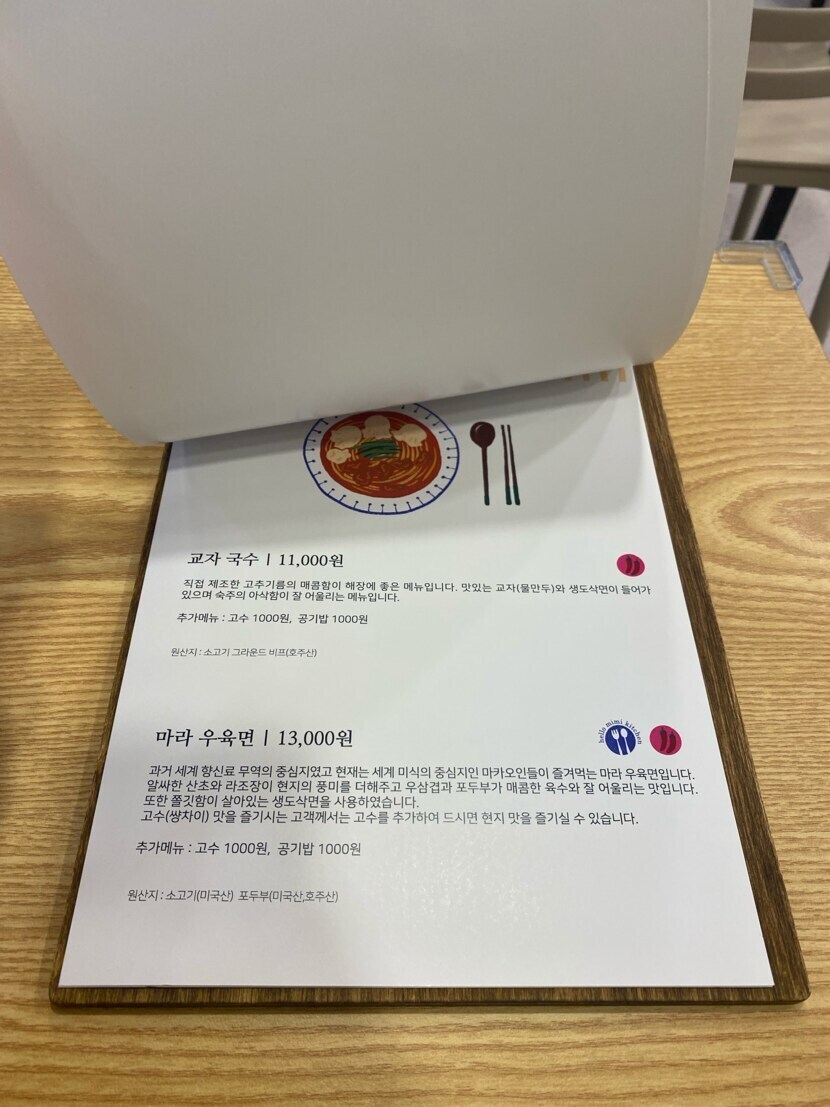 교자 국수 | 11,000원
직접 제조한 고추기름의 매콤함이 해장에 좋은 메뉴입니다. 맛있는 교자(물만두)와 생도삭면이 들어가
있으며 숙주의 아삭함이 잘 어울리는 메뉴입니다.
추가메뉴 : 고수 1000원, 공기밥 1000원
원산지 : 소고기 그라운드 비프(호주산)
마라 우육면 | 13,000원
hello mimi kitchen
과거 세계 향신료 무역의 중심지였고 현재는 세계 미식의 중심지인 마카오인들이 즐겨먹는 마라 우육면입니다.
알싸한 산초와 라조장이 현지의 풍미를 더해주고 우삼겹과 포두부가 매콤한 육수와 잘 어울리는 맛입니다.
또한 쫄깃함이 살아있는 생도삭면을 사용하였습니다.
고수(썅차이) 맛을 즐기시는 고객께서는 고수를 추가하여 드시면 현지 맛을 즐기실 수 있습니다.
추가메뉴 : 고수 1000원, 공기밥 1000원
원산지 : 소고기(미국산) 포두부(미국산,호주산)